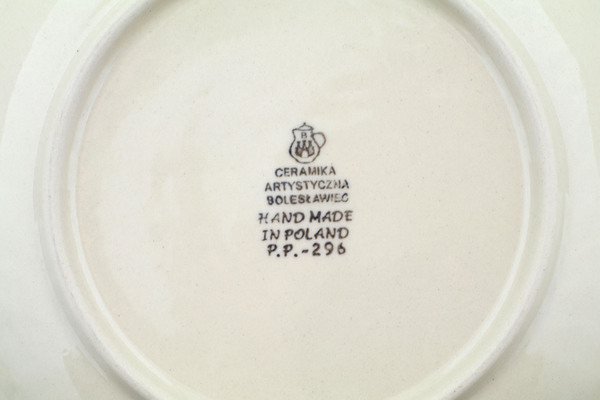 B
CERAMIKA
ARTYSTYCZNA
BOLESŁAWIEC
HAND MADE
IN POLAND
P.P.-296